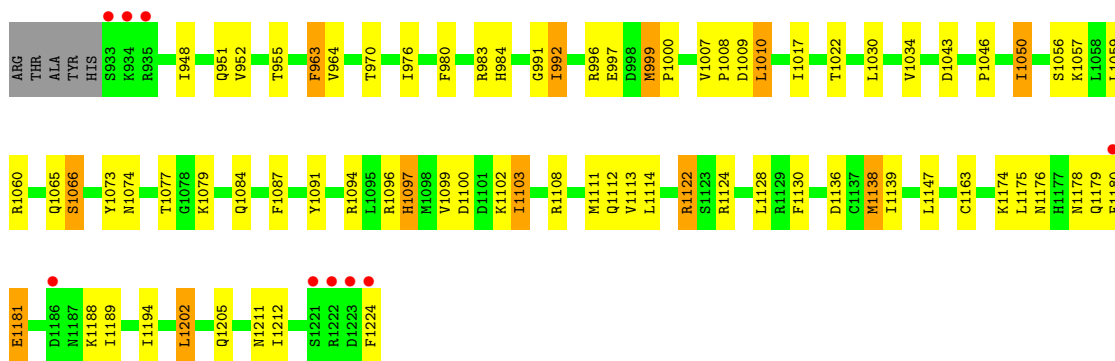 ARG THR ALA TYR HIS S933 K934 R935 I948 Q951 V952 T955 F963 V964 T970 I976 F980 R983 H984 G991 I992 R996 E997 D998 M999 P1000 V1007 P1008 D1009 L1010 I1017 T1022 L1030 V1034 D1043 P1046 I1050 S1056 K1057 L1058 L1059
R1060 Q1065 S1066 Y1073 N1074 T1077 G1078 K1079 Q1084 F1087 Y1091 R1094 L1095 R1096 H1097 M1098 V1099 D1100 D1101 K1102 I1103 R1108 M1111 Q1112 V1113 L1114 R1122 S1123 R1124 L1128 R1129 F1130 D1136 C1137 M1138 I1139 L1147 C1163 K1174 L1175 N1176 H1177 N1178 Q1179 E1180
E1181 D1186 N1187 K1188 I1189 I1194 L1202 Q1205 N1211 I1212 S1221 R1222 D1223 F1224